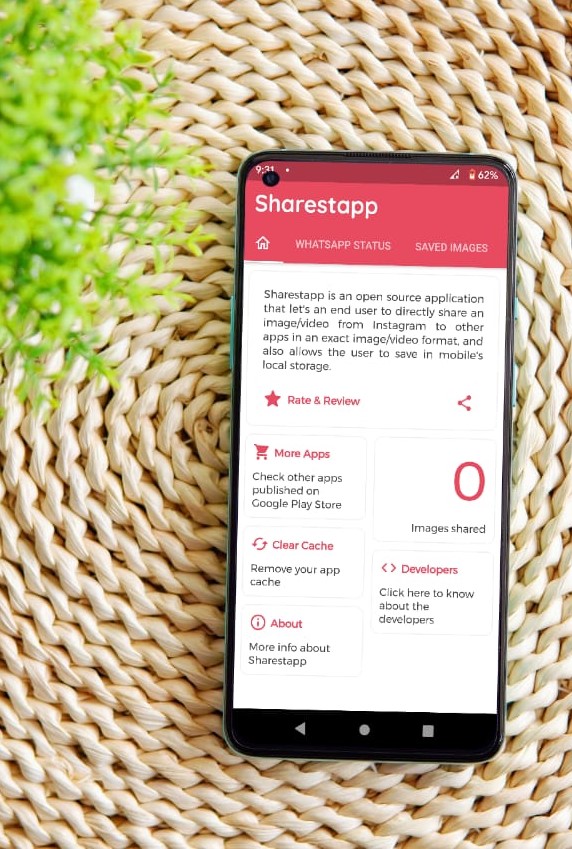 9:31
62%
Sharestapp
WHATSAPP STATUS
SAVED IMAGES
Sharestapp is an open source application
that let's an end user to directly share an
image/video from Instagram to other
apps in an exact image/video format, and
also allows the user to save in mobile's
local storage.
Rate & Review
More Apps
Check other apps
published on
Google Play Store
0
Images shared
Clear Cache
Remove your app
cache
Developers
Click here to know
about the
developers
About
More info about
Sharestapp